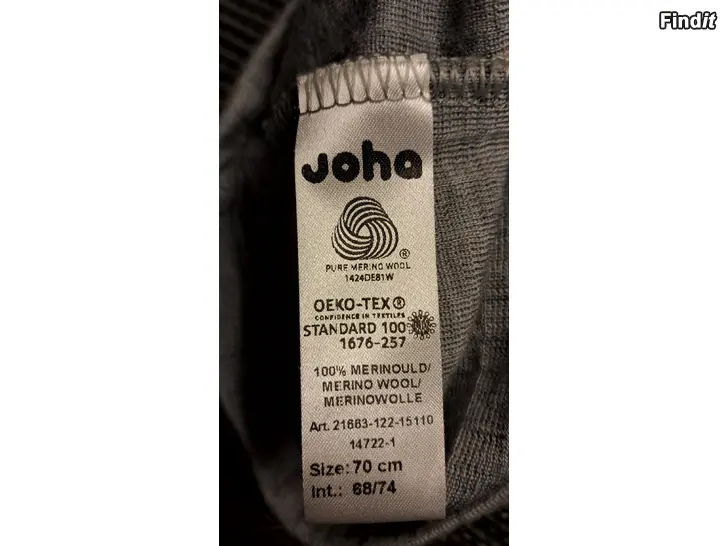 Findit
Joha
®
PURE MERINO WOOL
1424DE81W
OEKO-TEX®
CONFIDENCE IN TEXTILES
STANDARD 100
1676-257
100% MERINOULD/
MERINO WOOL/
MERINOWOLLE
Art. 21663-122-15110
14722-1
Size: 70 cm
Int.: 68/74